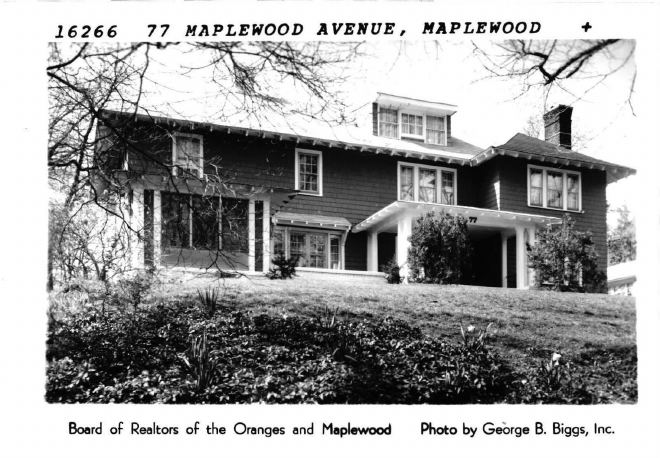 16266 77 MAPLEWOOD AVENUE, MAPLEWOOD +
77
Board of Realtors of the Oranges and Maplewood Photo by George B. Biggs, Inc.